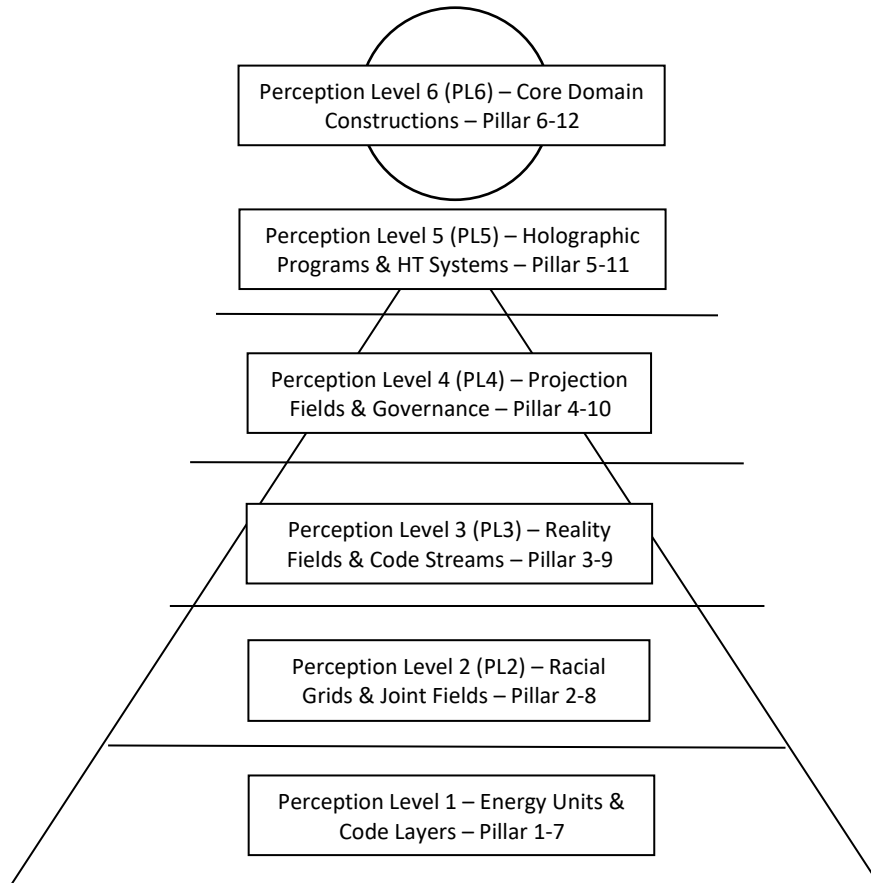 Perception Level 6 (PL6) – Core Domain
Constructions – Pillar 6-12
Perception Level 5 (PL5) – Holographic
Programs & HT Systems – Pillar 5-11
Perception Level 4 (PL4) – Projection
Fields & Governance – Pillar 4-10
Perception Level 3 (PL3) – Reality
Fields & Code Streams – Pillar 3-9
Perception Level 2 (PL2) – Racial
Grids & Joint Fields – Pillar 2-8
Perception Level 1 – Energy Units &
Code Layers – Pillar 1-7